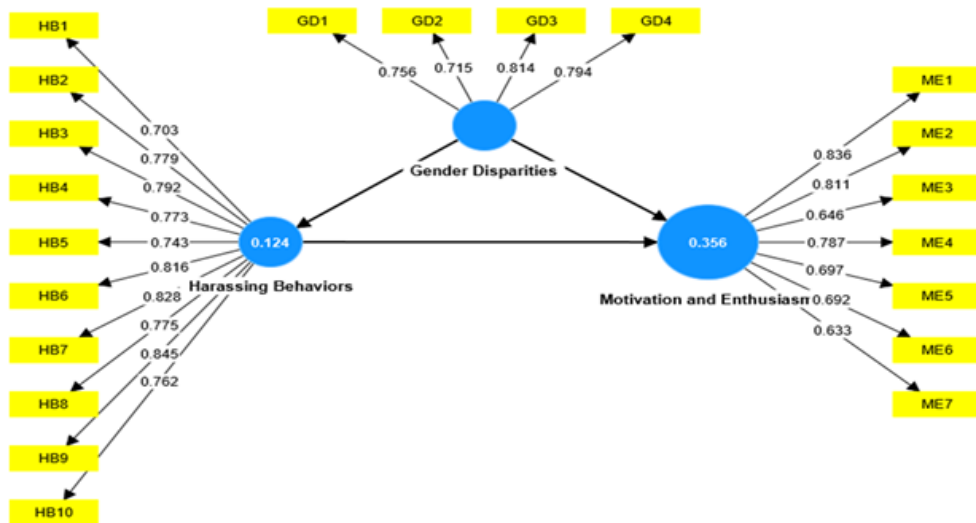 HB1
HB2
HB3
HB4
HB5
HB6
HB7
HB8
HB9
HB10
0.703
0.779
0.792
0.773
0.743
0.816
0.828
0.775
0.845
0.762
0.124
Harassing Behaviors
GD1 GD2 GD3 GD4
0.756 0.715 0.814 0.794
Gender Disparities
0.356
Motivation and Enthusiasm
0.836
0.811
0.646
0.787
0.697
0.692
0.633
ME1
ME2
ME3
ME4
ME5
ME6
ME7